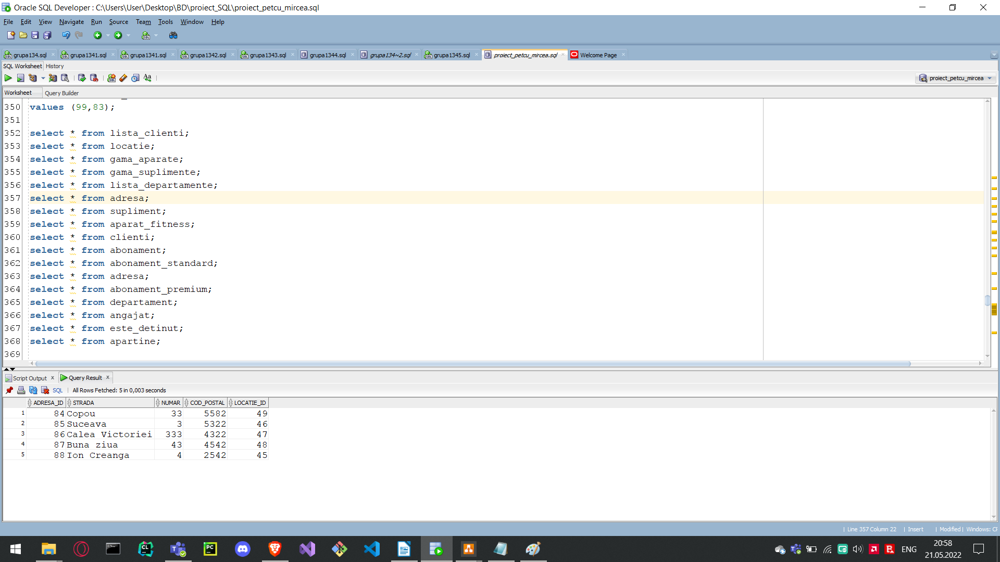 Oracle SQL Developer : C:\Users\User\Desktop\BD\proiect_SQL\proiect_petcu_mircea.sql
File Edit View Navigate Run Source Team Tools Window Help
grupa134.sql grupa1341.sql grupa1341.sql grupa1342.sql grupa1343.sql grupa1344.sql grupa134~2.sql grupa1345.sql proiect_petcu_mircea.sql Welcome Page
SQL Worksheet History
proiect_petcu_mircea
Worksheet Query Builder
350 values (99,83);
351
352 select * from lista_clienti;
353 select * from locatie;
354 select * from gama_aparate;
355 select * from gama_suplimente;
356 select * from lista_departamente;
357 select * from adresa;
358 select * from supliment;
359 select * from aparat_fitness;
360 select * from clienti;
361 select * from abonament;
362 select * from abonament_standard;
363 select * from adresa;
364 select * from abonament_premium;
365 select * from departament;
366 select * from angajat;
367 select * from este_detinut;
368 select * from apartine;
369
Script Output x Query Result x
SQL | All Rows Fetched: 5 in 0,003 seconds
ADRESA_ID STRADA NUMAR COD_POSTAL LOCATIE_ID
1 84 Copou 33 5582 49
2 85 Suceava 3 5322 46
3 86 Calea Victoriei 333 4322 47
4 87 Buna ziua 43 4542 48
5 88 Ion Creanga 4 2542 45
| Line 357 Column 22 | Insert | Modified | Windows: CF
ENG 20:58
21.05.2022